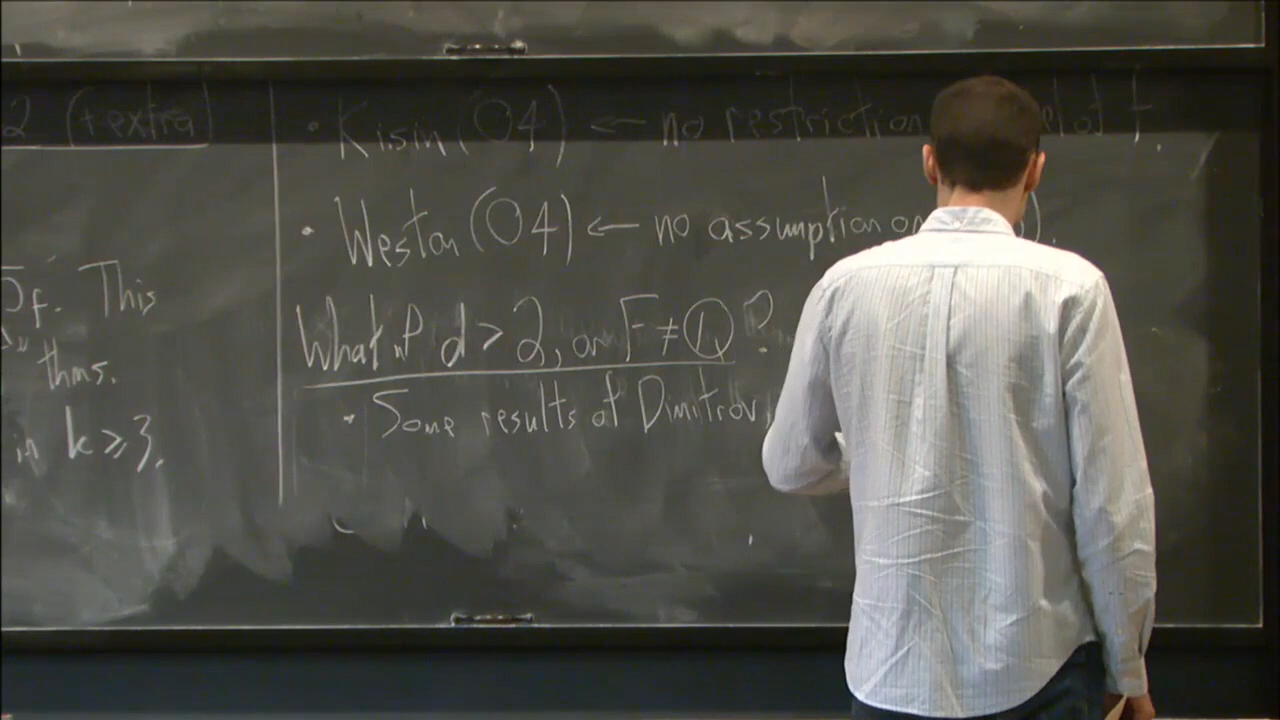 2 (+extra)
f. This
thms.
in k ≥ 3.
• Kisin (04) ← no restriction f.
• Weston (04) ← no assumption on ).
What if d > 2, or F ≠ ℚ ?
• Some results of Dimitrov,